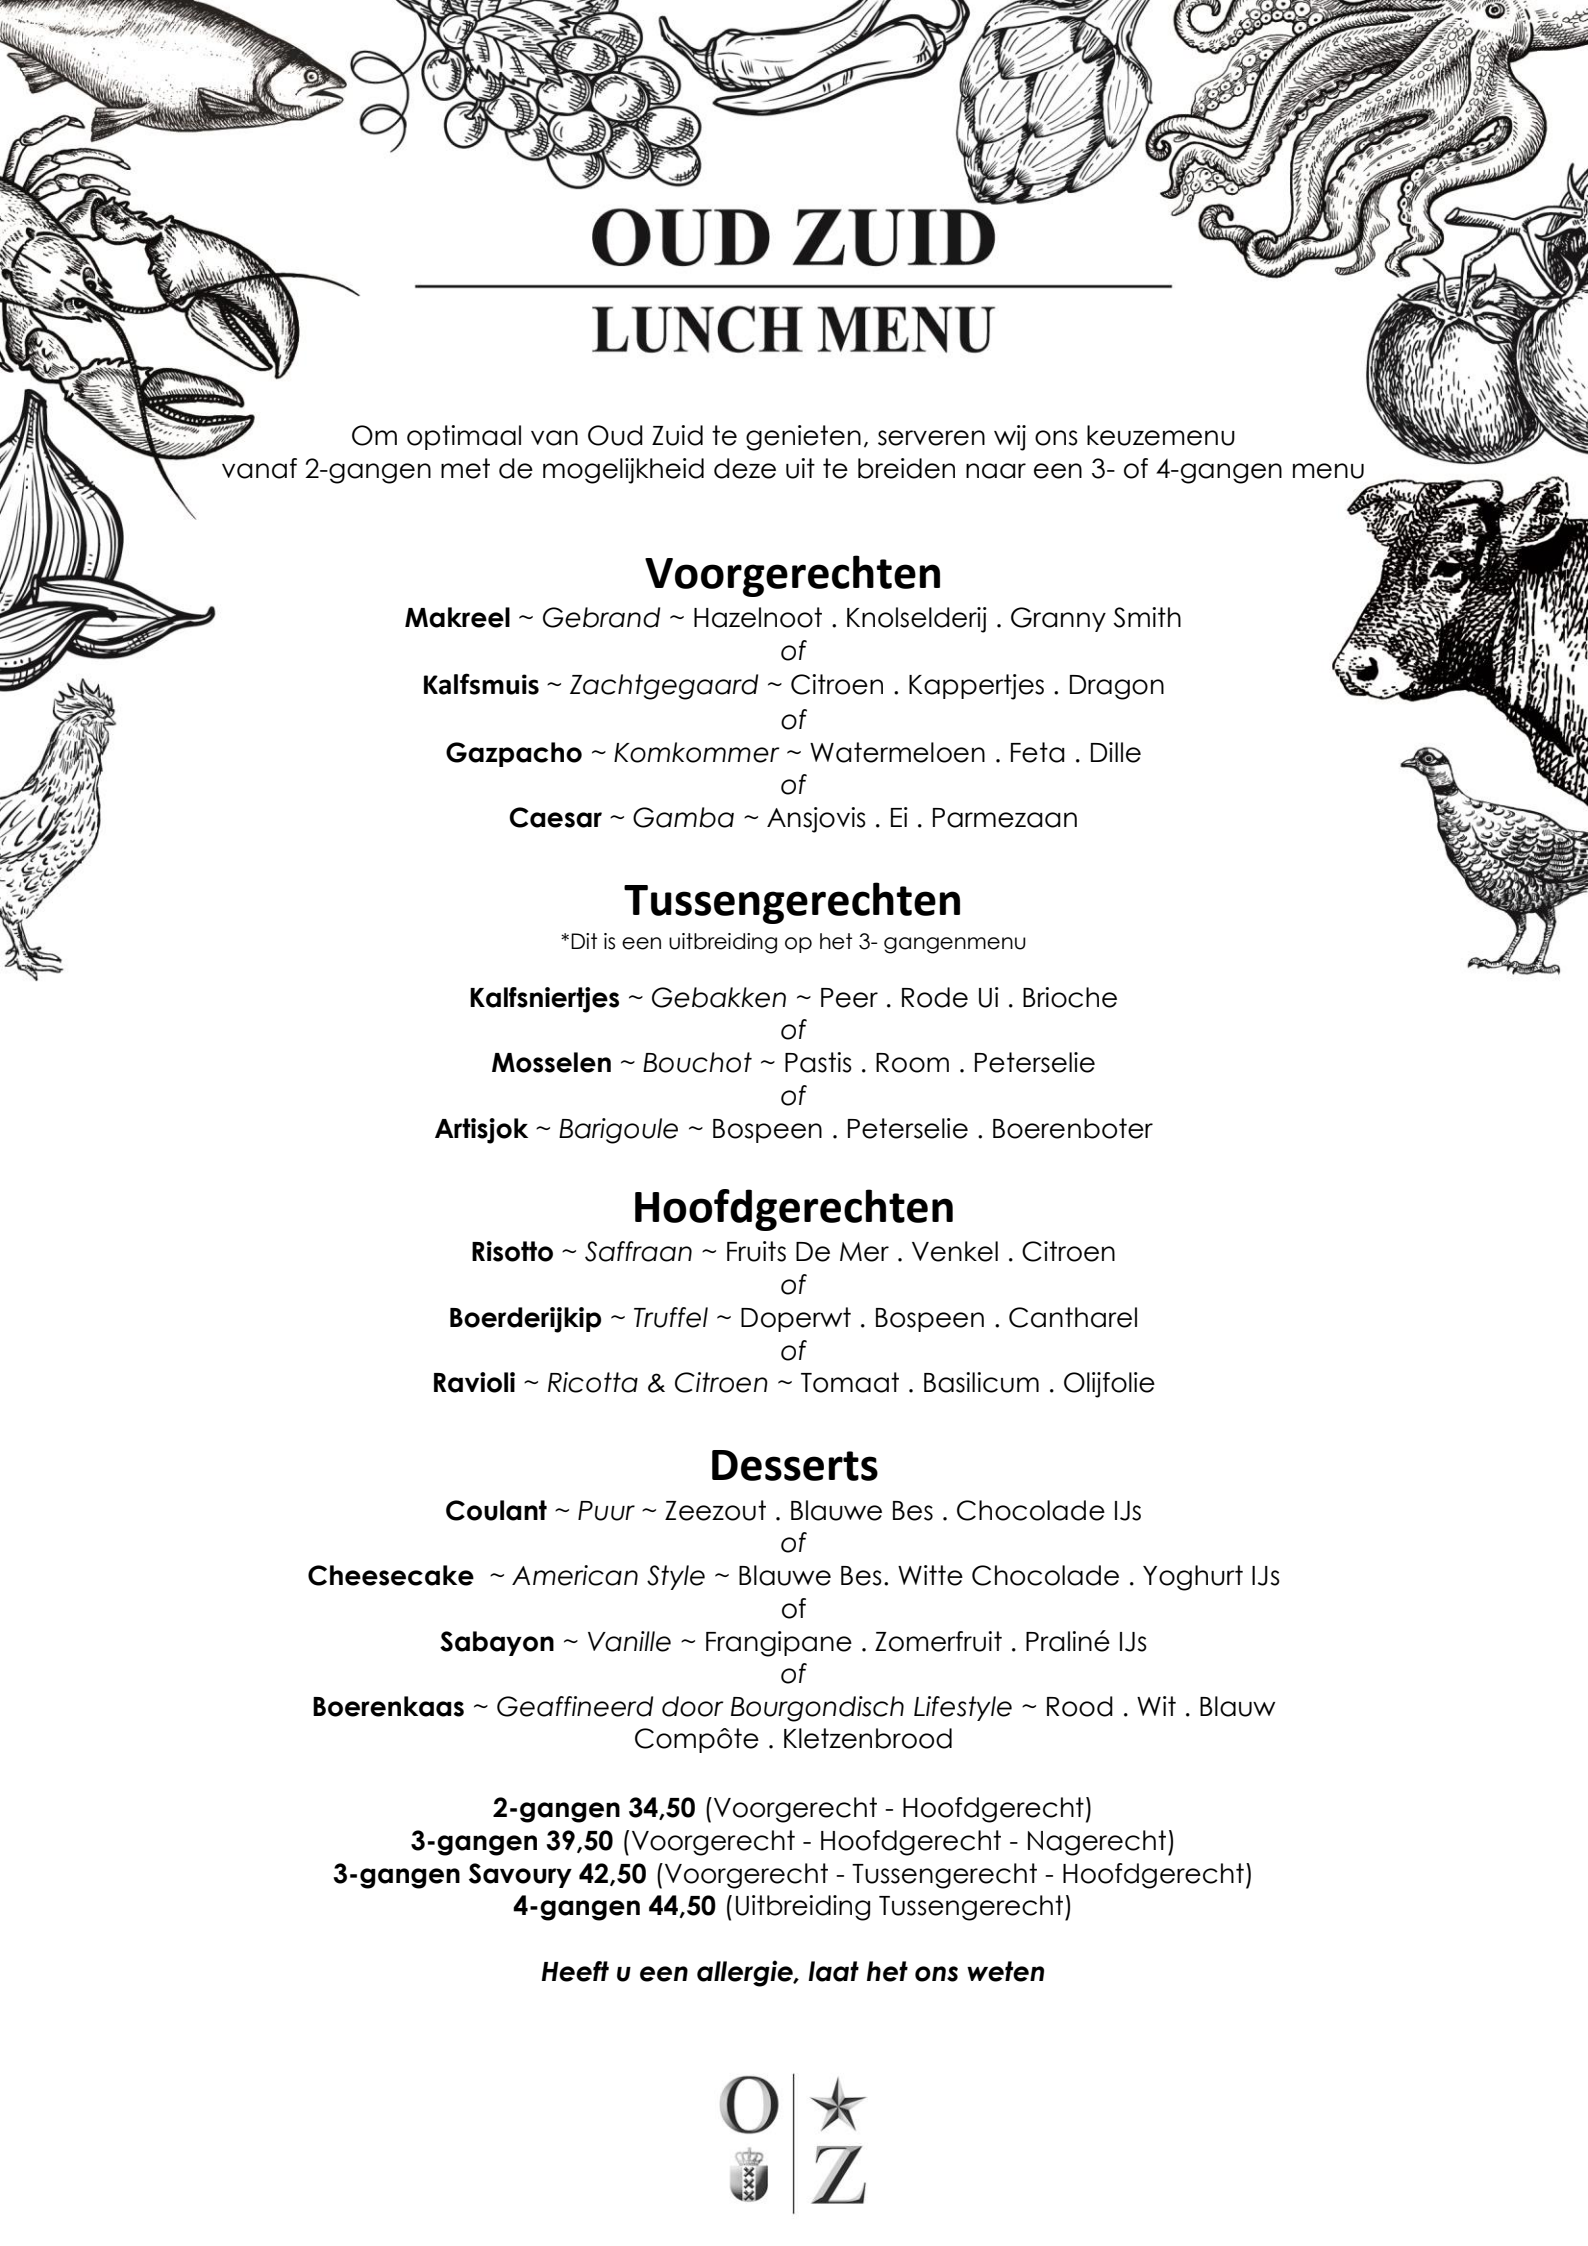 OUD ZUID
LUNCH MENU
Om optimaal van Oud Zuid te genieten, serveren wij ons keuzemenu
vanaf 2-gangen met de mogelijkheid deze uit te breiden naar een 3- of 4-gangen menu
Voorgerechten
Makreel ~ Gebrand ~ Hazelnoot . Knolselderij . Granny Smith
of
Kalfsmuis ~ Zachtgegaard ~ Citroen . Kappertjes . Dragon
of
Gazpacho ~ Komkommer ~ Watermeloen . Feta . Dille
of
Caesar ~ Gamba ~ Ansjovis . Ei . Parmezaan
Tussengerechten
*Dit is een uitbreiding op het 3- gangenmenu
Kalfsniertjes ~ Gebakken ~ Peer . Rode Ui . Brioche
of
Mosselen ~ Bouchot ~ Pastis . Room . Peterselie
of
Artisjok ~ Barigoule ~ Bospeen . Peterselie . Boerenboter
Hoofdgerechten
Risotto ~ Saffraan ~ Fruits De Mer . Venkel . Citroen
of
Boerderijkip ~ Truffel ~ Doperwt . Bospeen . Cantharel
of
Ravioli ~ Ricotta & Citroen ~ Tomaat . Basilicum . Olijfolie
Desserts
Coulant ~ Puur ~ Zeezout . Blauwe Bes . Chocolade IJs
of
Cheesecake ~ American Style ~ Blauwe Bes. Witte Chocolade . Yoghurt IJs
of
Sabayon ~ Vanille ~ Frangipane . Zomerfruit . Praliné IJs
of
Boerenkaas ~ Geaffineerd door Bourgondisch Lifestyle ~ Rood . Wit . Blauw
Compôte . Kletzenbrood
2-gangen 34,50 (Voorgerecht - Hoofdgerecht)
3-gangen 39,50 (Voorgerecht - Hoofdgerecht - Nagerecht)
3-gangen Savoury 42,50 (Voorgerecht - Tussengerecht - Hoofdgerecht)
4-gangen 44,50 (Uitbreiding Tussengerecht)
Heeft u een allergie, laat het ons weten
O
Z